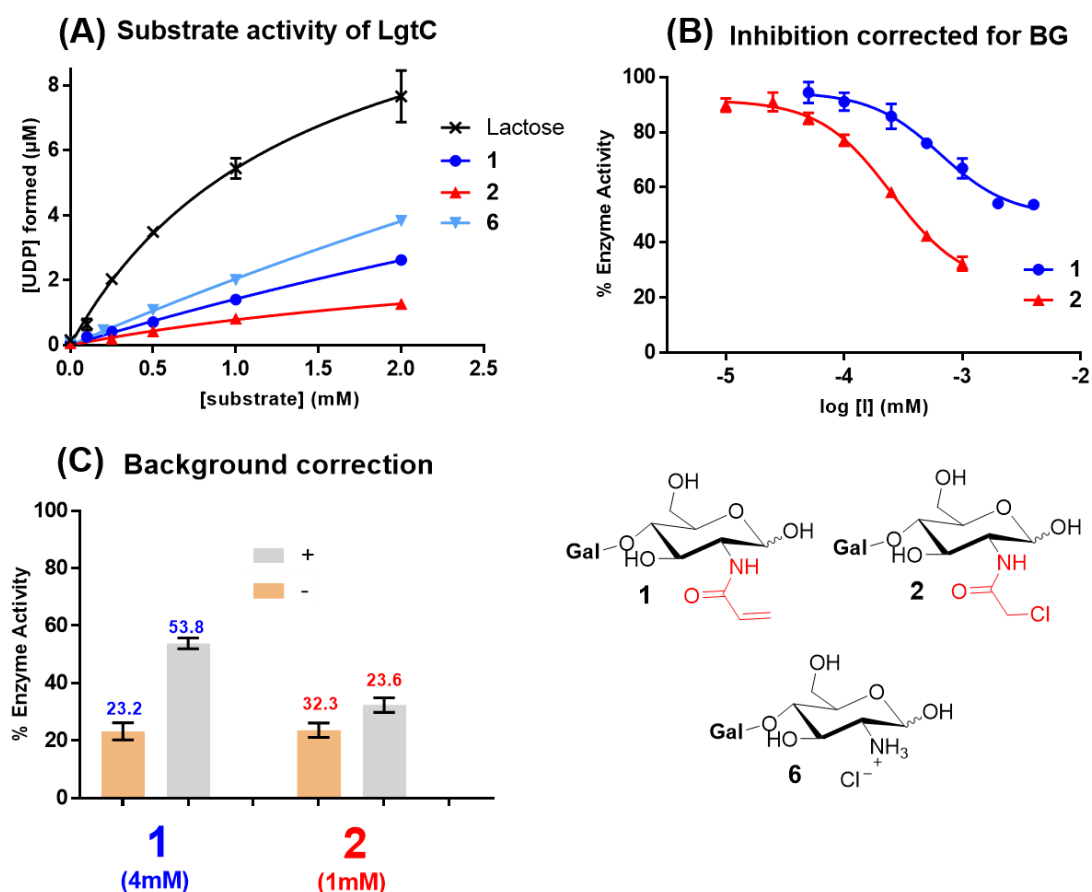 (A) Substrate activity of LgtC
[UDP] formed (µM)
8
6
4
2
0
0.0 0.5 1.0 1.5 2.0 2.5
[substrate] (mM)
Lactose
1
2
6
(B) Inhibition corrected for BG
% Enzyme Activity
100
80
60
40
20
0
-5 -4 -3 -2
log [I] (mM)
1
2
(C) Background correction
% Enzyme Activity
100
80
60
40
20
0
+
-
23.2
53.8
32.3
23.6
1
(4mM)
2
(1mM)
OH
O
Gal
O
HO
OH
NH
O
1
OH
O
Gal
O
HO
OH
NH
O
Cl
2
OH
O
Gal
O
HO
OH
NH3
+
Cl−
6